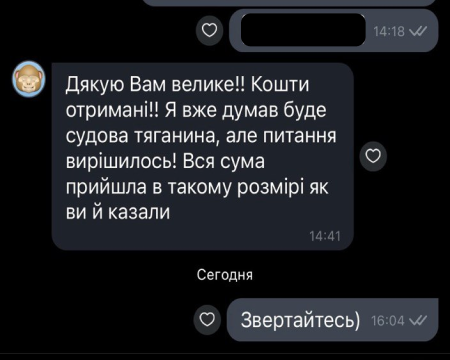 14:18
Дякую Вам велике!! Кошти
отримані!! Я вже думав буде
судова тяганина, але питання
вирішилось! Вся сума
прийшла в такому розмірі як
ви й казали
14:41
Сегодня
Звертайтесь) 16:04